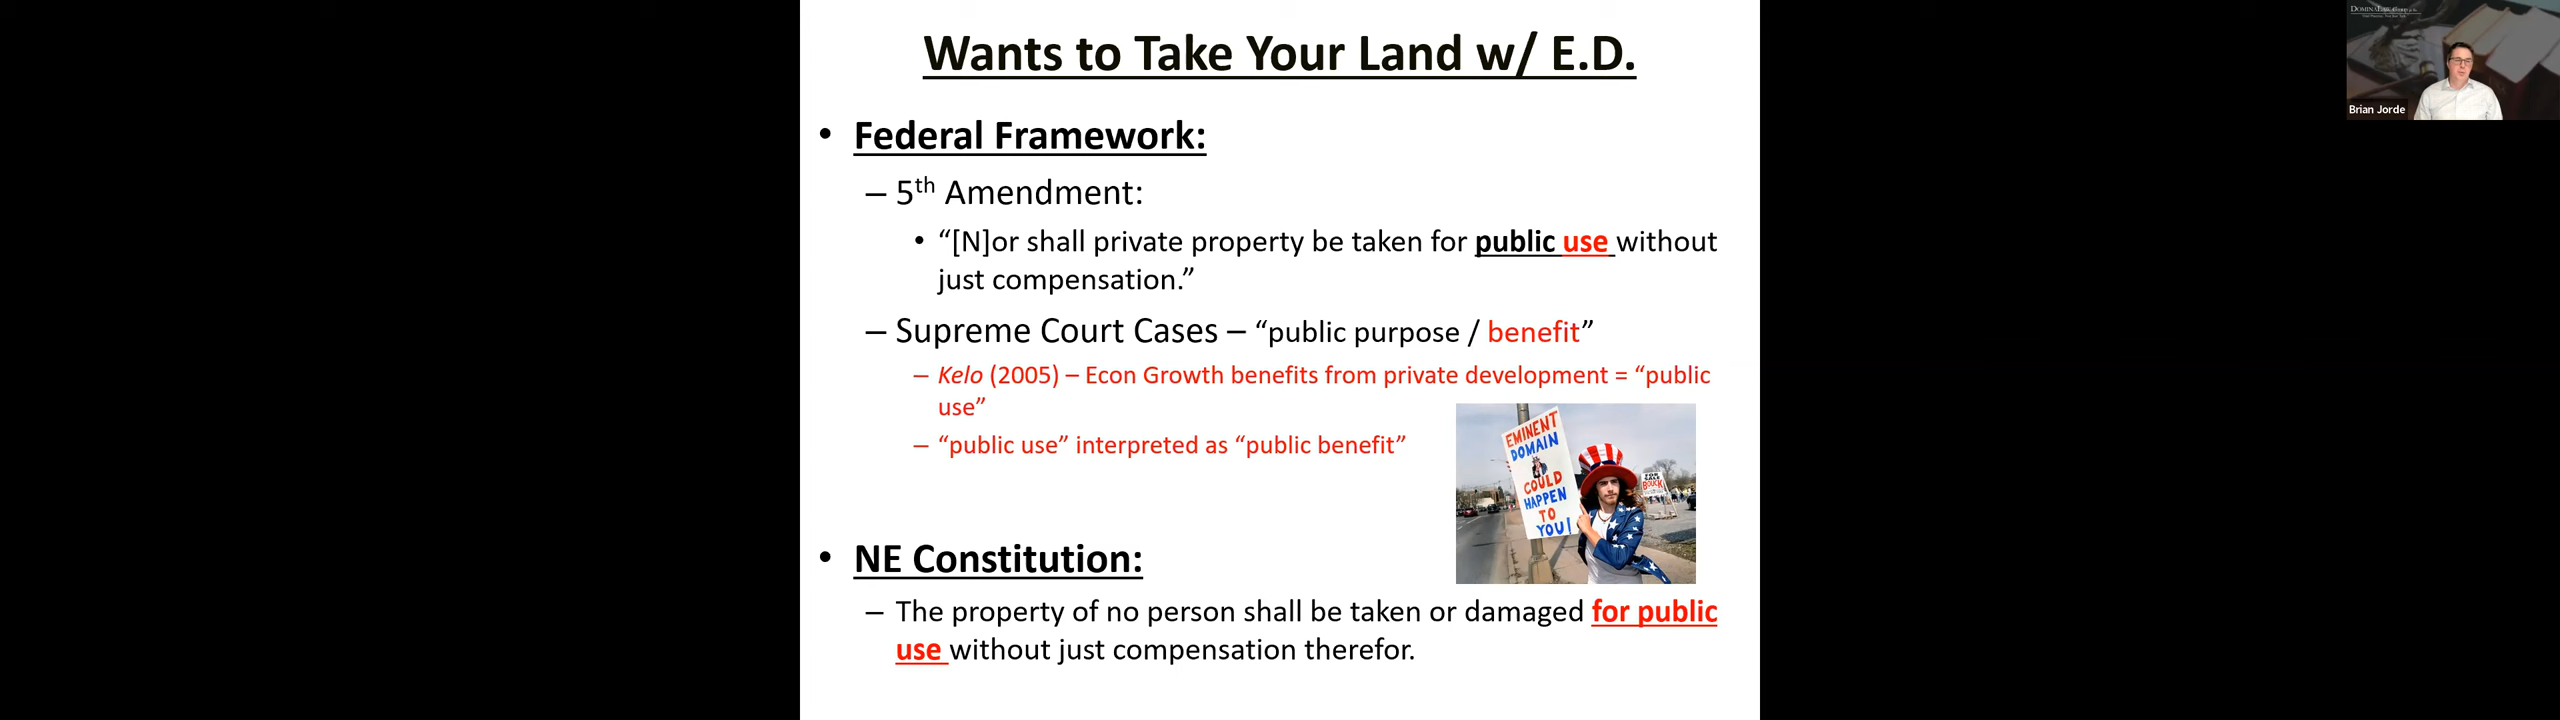 Wants to Take Your Land w/ E.D.
• Federal Framework:
– 5th Amendment:
• “[N]or shall private property be taken for public use without
just compensation.”
– Supreme Court Cases – “public purpose / benefit”
– Kelo (2005) – Econ Growth benefits from private development = “public
use”
– “public use” interpreted as “public benefit”
EMINENT
DOMAIN
COULD
HAPPEN
TO
YOU!
FOR
SALE
• NE Constitution:
– The property of no person shall be taken or damaged for public
use without just compensation therefor.
Brian Jorde